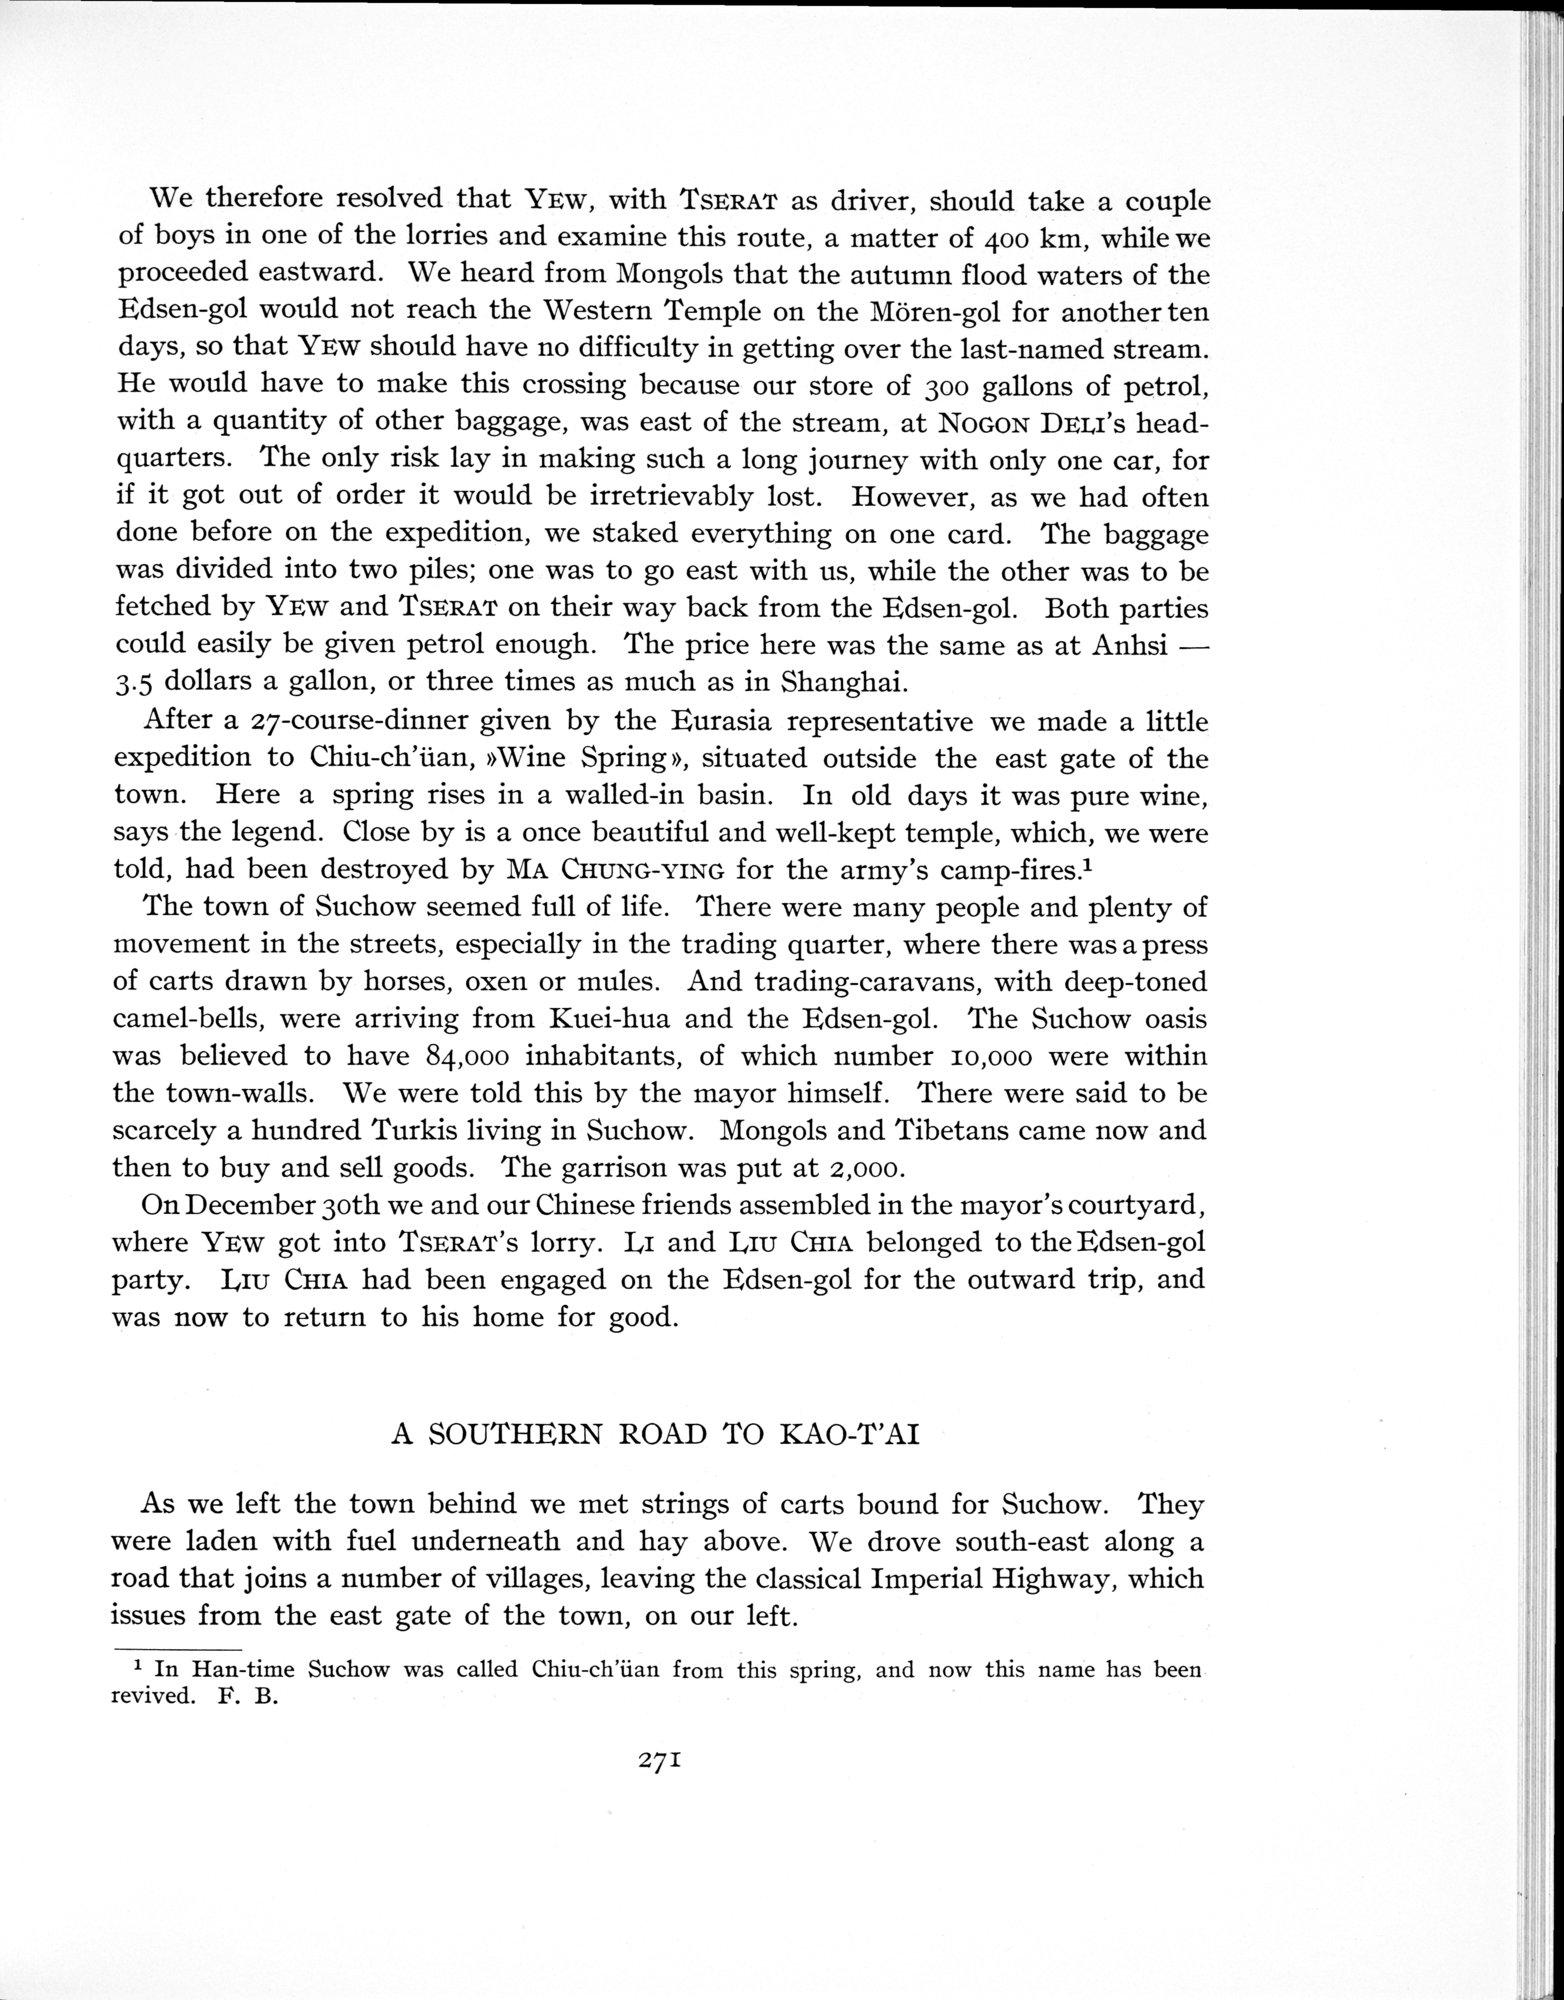 We therefore resolved that YEW, with TSERAT as driver, should take a couple
of boys in one of the lorries and examine this route, a matter of 400 km, while we
proceeded eastward. We heard from Mongols that the autumn flood waters of the
Edsen-gol would not reach the Western Temple on the Mören-gol for another ten
days, so that YEW should have no difficulty in getting over the last-named stream.
He would have to make this crossing because our store of 300 gallons of petrol,
with a quantity of other baggage, was east of the stream, at NOGON DELI's head-
quarters. The only risk lay in making such a long journey with only one car, for
if it got out of order it would be irretrievably lost. However, as we had often
done before on the expedition, we staked everything on one card. The baggage
was divided into two piles; one was to go east with us, while the other was to be
fetched by YEW and TSERAT on their way back from the Edsen-gol. Both parties
could easily be given petrol enough. The price here was the same as at Anhsi —
3.5 dollars a gallon, or three times as much as in Shanghai.
After a 27-course-dinner given by the Eurasia representative we made a little
expedition to Chiu-ch'üan, »Wine Spring», situated outside the east gate of the
town. Here a spring rises in a walled-in basin. In old days it was pure wine,
says the legend. Close by is a once beautiful and well-kept temple, which, we were
told, had been destroyed by MA CHUNG-YING for the army's camp-fires.¹
The town of Suchow seemed full of life. There were many people and plenty of
movement in the streets, especially in the trading quarter, where there was a press
of carts drawn by horses, oxen or mules. And trading-caravans, with deep-toned
camel-bells, were arriving from Kuei-hua and the Edsen-gol. The Suchow oasis
was believed to have 84,000 inhabitants, of which number 10,000 were within
the town-walls. We were told this by the mayor himself. There were said to be
scarcely a hundred Turkis living in Suchow. Mongols and Tibetans came now and
then to buy and sell goods. The garrison was put at 2,000.
On December 30th we and our Chinese friends assembled in the mayor's courtyard,
where YEW got into TSERAT's lorry. LI and LIU CHIA belonged to the Edsen-gol
party. LIU CHIA had been engaged on the Edsen-gol for the outward trip, and
was now to return to his home for good.
A SOUTHERN ROAD TO KAO-T'AI
As we left the town behind we met strings of carts bound for Suchow. They
were laden with fuel underneath and hay above. We drove south-east along a
road that joins a number of villages, leaving the classical Imperial Highway, which
issues from the east gate of the town, on our left.
¹ In Han-time Suchow was called Chiu-ch'üan from this spring, and now this name has been
revived. F. B.
271